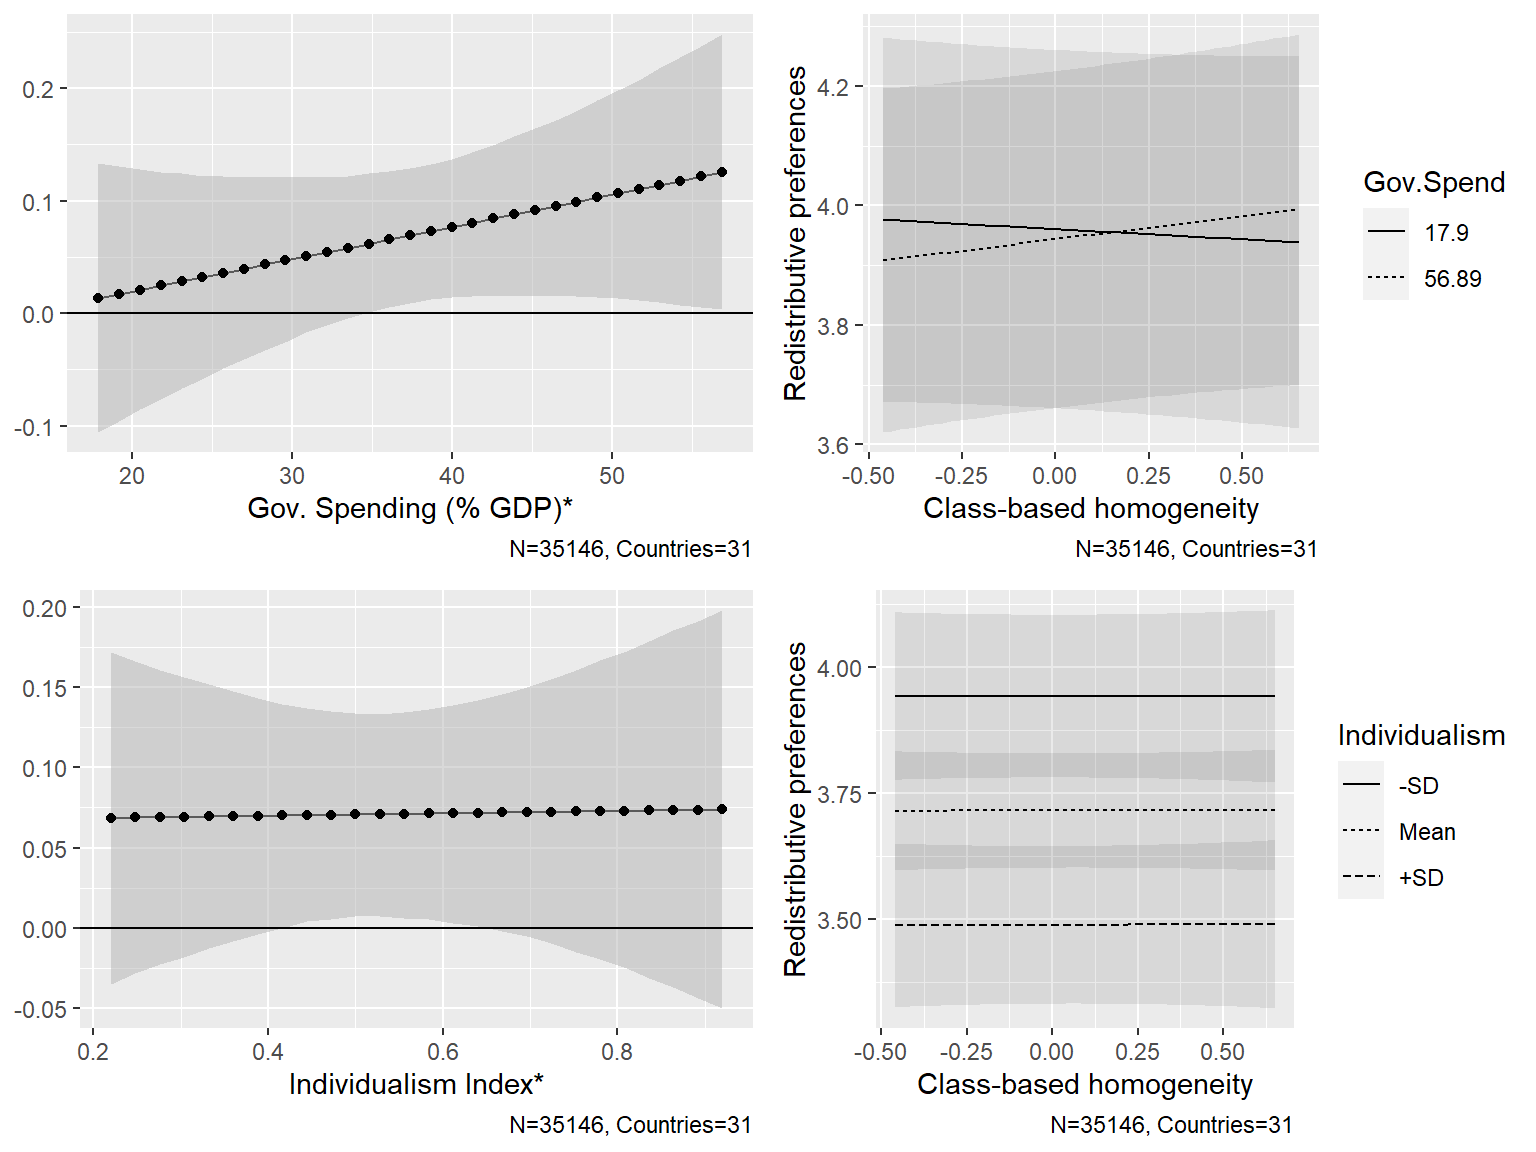 0.2
0.1
0.0
-0.1
20 30 40 50
Gov. Spending (% GDP)*
N=35146, Countries=31
Redistributive preferences
4.2
4.0
3.8
3.6
-0.50 -0.25 0.00 0.25 0.50
Class-based homogeneity
N=35146, Countries=31
Gov.Spend
17.9
56.89
0.20
0.15
0.10
0.05
0.00
-0.05
0.2 0.4 0.6 0.8
Individualism Index*
N=35146, Countries=31
Redistributive preferences
4.00
3.75
3.50
-0.50 -0.25 0.00 0.25 0.50
Class-based homogeneity
N=35146, Countries=31
Individualism
-SD
Mean
+SD